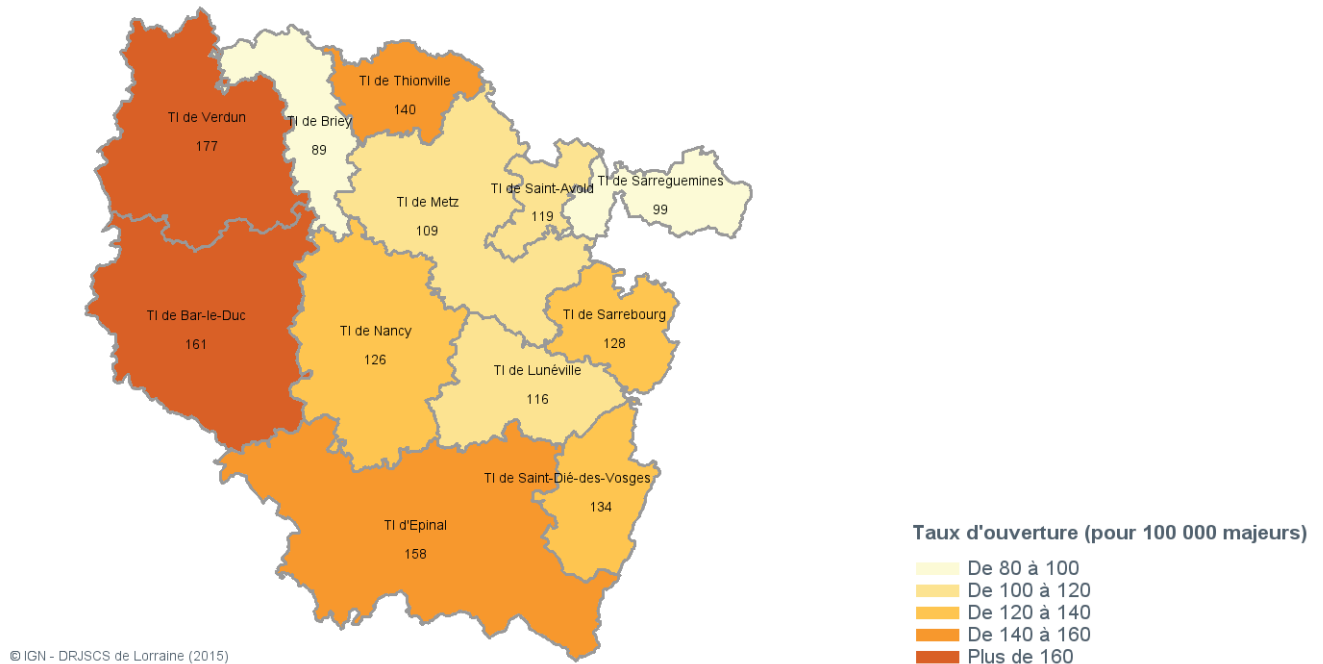 TI de Thionville
140
TI de Verdun
177
TI de Briey
89
TI de Sarreguemines
99
TI de Saint-Avold
119
TI de Metz
109
TI de Bar-le-Duc
161
TI de Nancy
126
TI de Sarrebourg
128
TI de Lunéville
116
TI de Saint-Dié-des-Vosges
134
TI d'Epinal
158
Taux d'ouverture (pour 100 000 majeurs)
De 80 à 100
De 100 à 120
De 120 à 140
De 140 à 160
Plus de 160
© IGN - DRJSCS de Lorraine (2015)